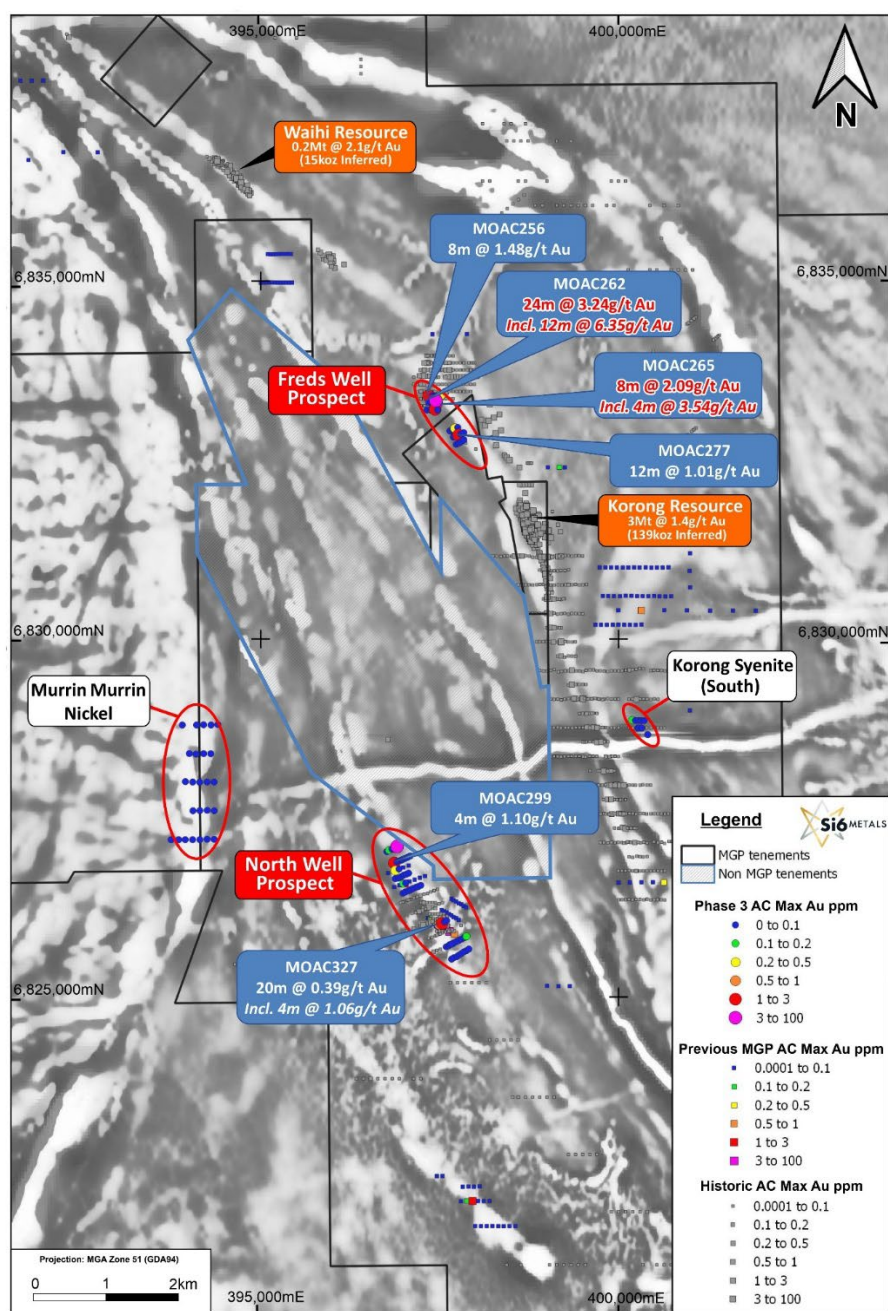 395,000mE
400,000mE
N
Waihi Resource
0.2Mt @ 2.1g/t Au
(15koz Inferred)
MOAC256
8m @ 1.48g/t Au
6,835,000mN
6,835,000mN
MOAC262
24m @ 3.24g/t Au
Incl. 12m @ 6.35g/t Au
Freds Well
Prospect
MOAC265
8m @ 2.09g/t Au
Incl. 4m @ 3.54g/t Au
MOAC277
12m @ 1.01g/t Au
Korong Resource
3Mt @ 1.4g/t Au
(139koz Inferred)
6,830,000mN
6,830,000mN
Murrin Murrin
Nickel
Korong Syenite
(South)
MOAC299
4m @ 1.10g/t Au
North Well
Prospect
MOAC327
20m @ 0.39g/t Au
Incl. 4m @ 1.06g/t Au
6,825,000mN
Legend
Si6 METALS
MGP tenements
Non MGP tenements
Phase 3 AC Max Au ppm
0 to 0.1
0.1 to 0.2
0.2 to 0.5
0.5 to 1
1 to 3
3 to 100
Previous MGP AC Max Au ppm
0.0001 to 0.1
0.1 to 0.2
0.2 to 0.5
0.5 to 1
1 to 3
3 to 100
Historic AC Max Au ppm
0.0001 to 0.1
0.1 to 0.2
0.2 to 0.5
0.5 to 1
1 to 3
3 to 100
Projection: MGA Zone 51 (GDA94)
0 1 2km
395,000mE
400,000mE